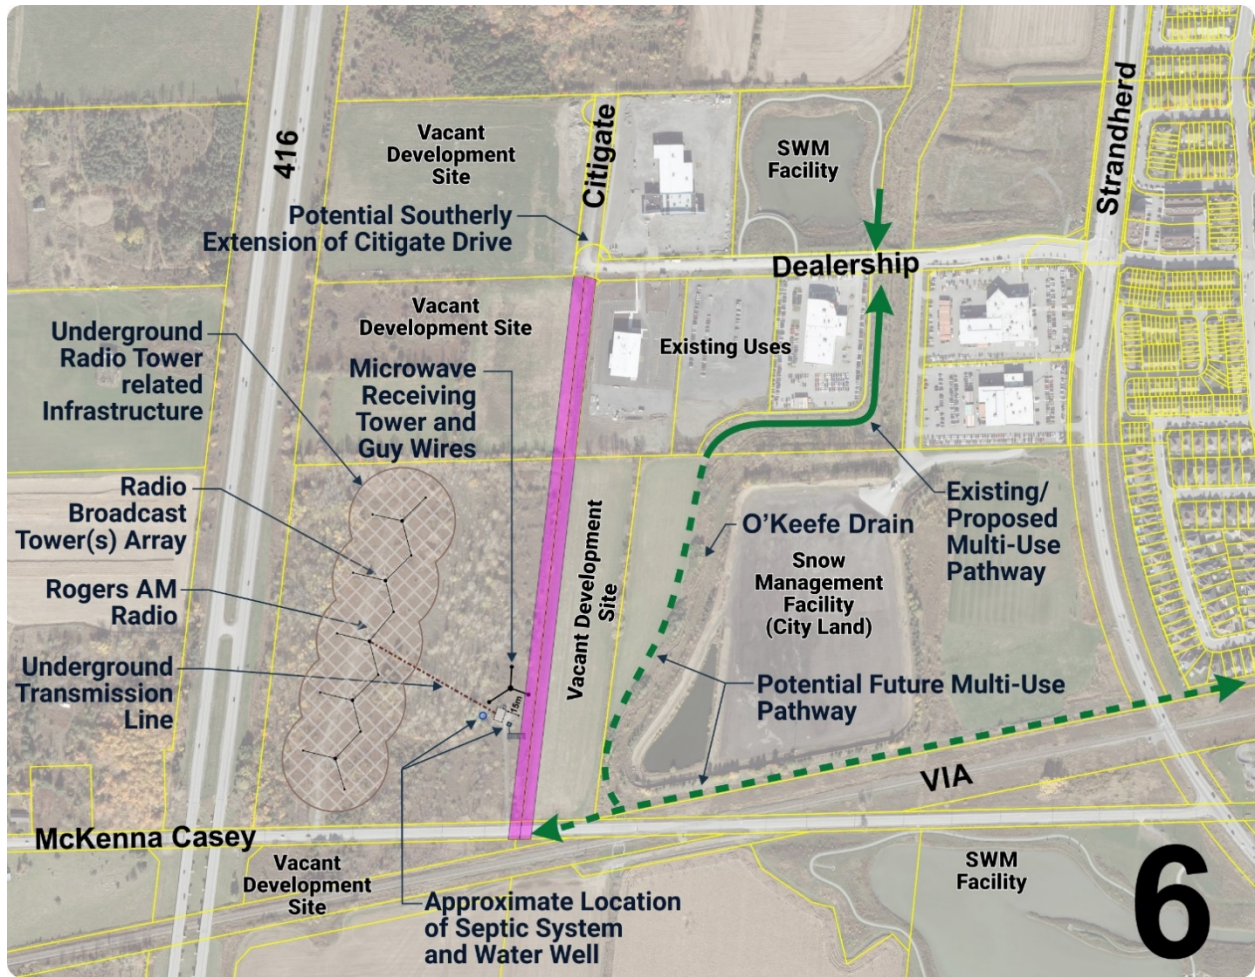 416
Vacant
Development
Site
Citigate
SWM
Facility
Strandherd
Potential Southerly
Extension of Citigate Drive
Dealership
Vacant
Development Site
Underground
Radio Tower
related
Infrastructure
Microwave
Receiving
Tower and
Guy Wires
Existing Uses
Radio
Broadcast
Tower(s) Array
Existing/
Proposed
Multi-Use
Pathway
O'Keefe Drain
Vacant Development
Site
Snow
Management
Facility
(City Land)
Rogers AM
Radio
Underground
Transmission
Line
15m
Potential Future Multi-Use
Pathway
VIA
McKenna Casey
Vacant
Development
Site
SWM
Facility
Approximate Location
of Septic System
and Water Well
6